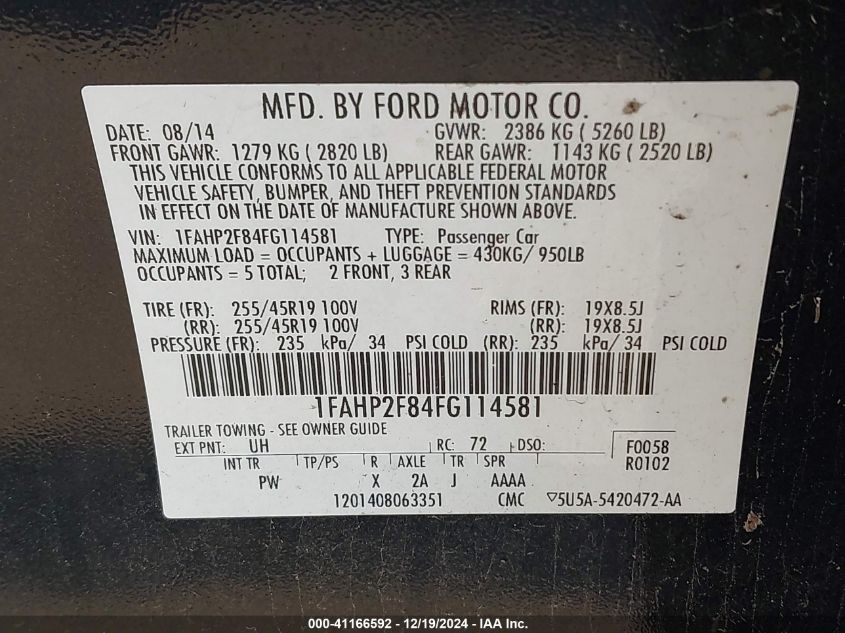 MFD. BY FORD MOTOR CO.
DATE: 08/14 GVWR: 2386 KG ( 5260 LB)
FRONT GAWR: 1279 KG ( 2820 LB) REAR GAWR: 1143 KG ( 2520 LB)
THIS VEHICLE CONFORMS TO ALL APPLICABLE FEDERAL MOTOR
VEHICLE SAFETY, BUMPER, AND THEFT PREVENTION STANDARDS
IN EFFECT ON THE DATE OF MANUFACTURE SHOWN ABOVE.
VIN: 1FAHP2F84FG114581 TYPE: Passenger Car
MAXIMUM LOAD = OCCUPANTS + LUGGAGE = 430KG/ 950LB
OCCUPANTS = 5 TOTAL; 2 FRONT, 3 REAR
TIRE (FR): 255/45R19 100V RIMS (FR): 19X8.5J
(RR): 255/45R19 100V (RR): 19X8.5J
PRESSURE (FR): 235 kPa/ 34 PSI COLD (RR): 235 kPa/ 34 PSI COLD
1FAHP2F84FG114581
TRAILER TOWING - SEE OWNER GUIDE
EXT PNT: UH RC: 72 DSO: F0058
INT TR TP/PS R AXLE TR SPR R0102
PW X 2A J AAAA
1201408063351 CMC ▽5U5A-5420472-AA
000-41166592 - 12/19/2024 - IAA Inc.